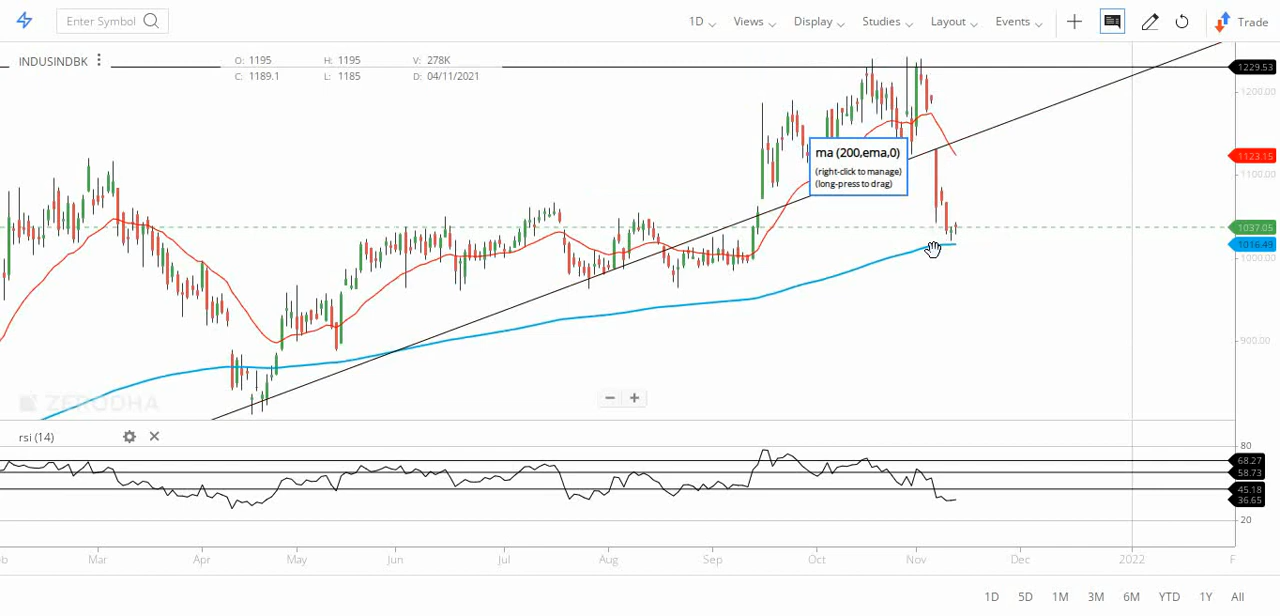 Enter Symbol
1D Views Display Studies Layout Events Trade
INDUSINDBK
O: 1195 H: 1195 V: 278K
C: 1189.1 L: 1185 D: 04/11/2021
1229.53
1200.00
ma (200,ema,0)
(right-click to manage)
(long-press to drag)
1123.15
1100.00
1037.05
1016.49
1000.00
900.00
ZERODHA
rsi (14)
80
68.27
58.73
45.18
36.65
20
eb Mar Apr May Jun Jul Aug Sep Oct Nov Dec 2022 F
1D 5D 1M 3M 6M YTD 1Y All